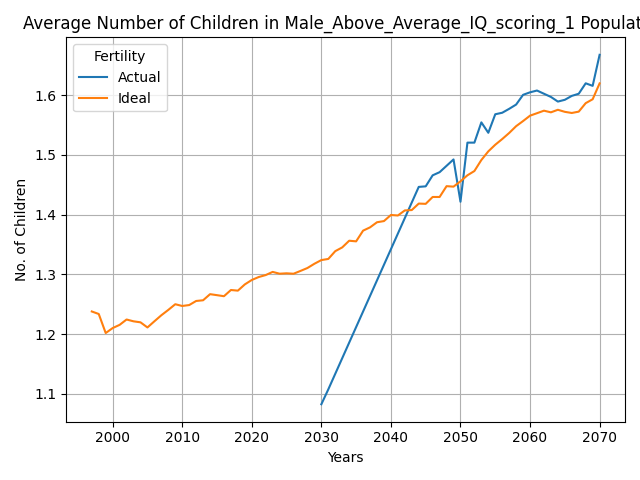 Average Number of Children in Male_Above_Average_IQ_scoring_1 Populat
Fertility
Actual
Ideal
No. of Children
1.6
1.5
1.4
1.3
1.2
1.1
2000 2010 2020 2030 2040 2050 2060 2070
Years